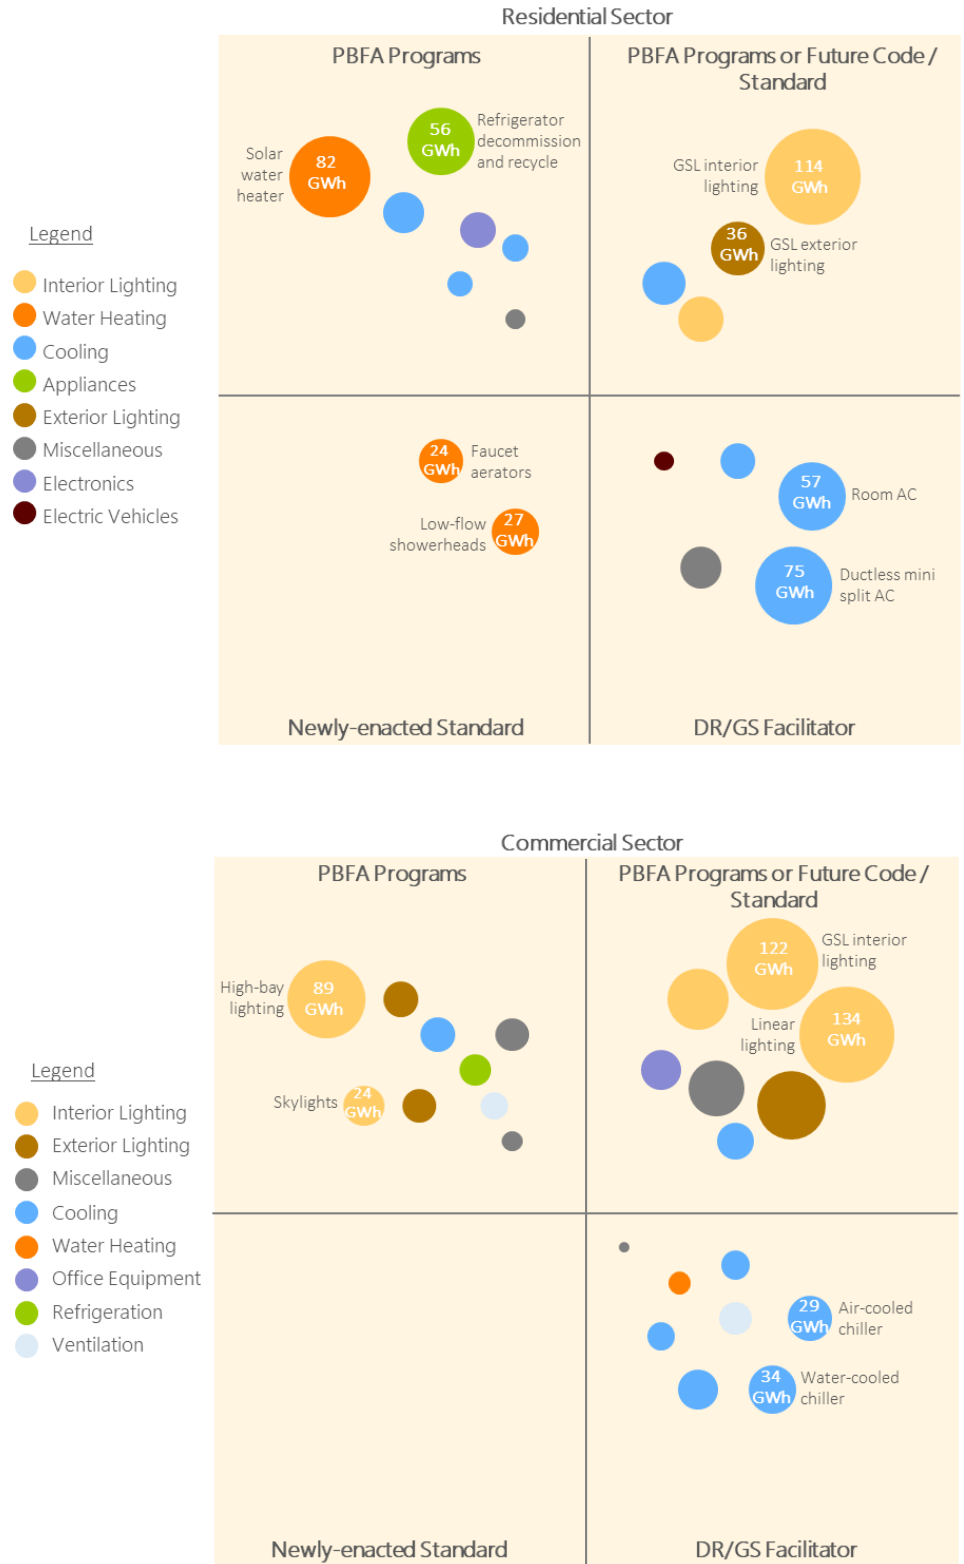 Residential Sector
PBFA Programs
PBFA Programs or Future Code /
Standard
Solar
water
heater
82
GWh
56
GWh
Refrigerator
decommission
and recycle
GSL interior
lighting
114
GWh
36
GWh
GSL exterior
lighting
Legend
Interior Lighting
Water Heating
Cooling
Appliances
Exterior Lighting
Miscellaneous
Electronics
Electric Vehicles
24
GWh
Faucet
aerators
Low-flow
showerheads
27
GWh
57
GWh
Room AC
75
GWh
Ductless mini
split AC
Newly-enacted Standard
DR/GS Facilitator
Commercial Sector
PBFA Programs
PBFA Programs or Future Code /
Standard
High-bay
lighting
89
GWh
122
GWh
GSL interior
lighting
Linear
lighting
134
GWh
Skylights
24
GWh
Legend
Interior Lighting
Exterior Lighting
Miscellaneous
Cooling
Water Heating
Office Equipment
Refrigeration
Ventilation
29
GWh
Air-cooled
chiller
34
GWh
Water-cooled
chiller
Newly-enacted Standard
DR/GS Facilitator